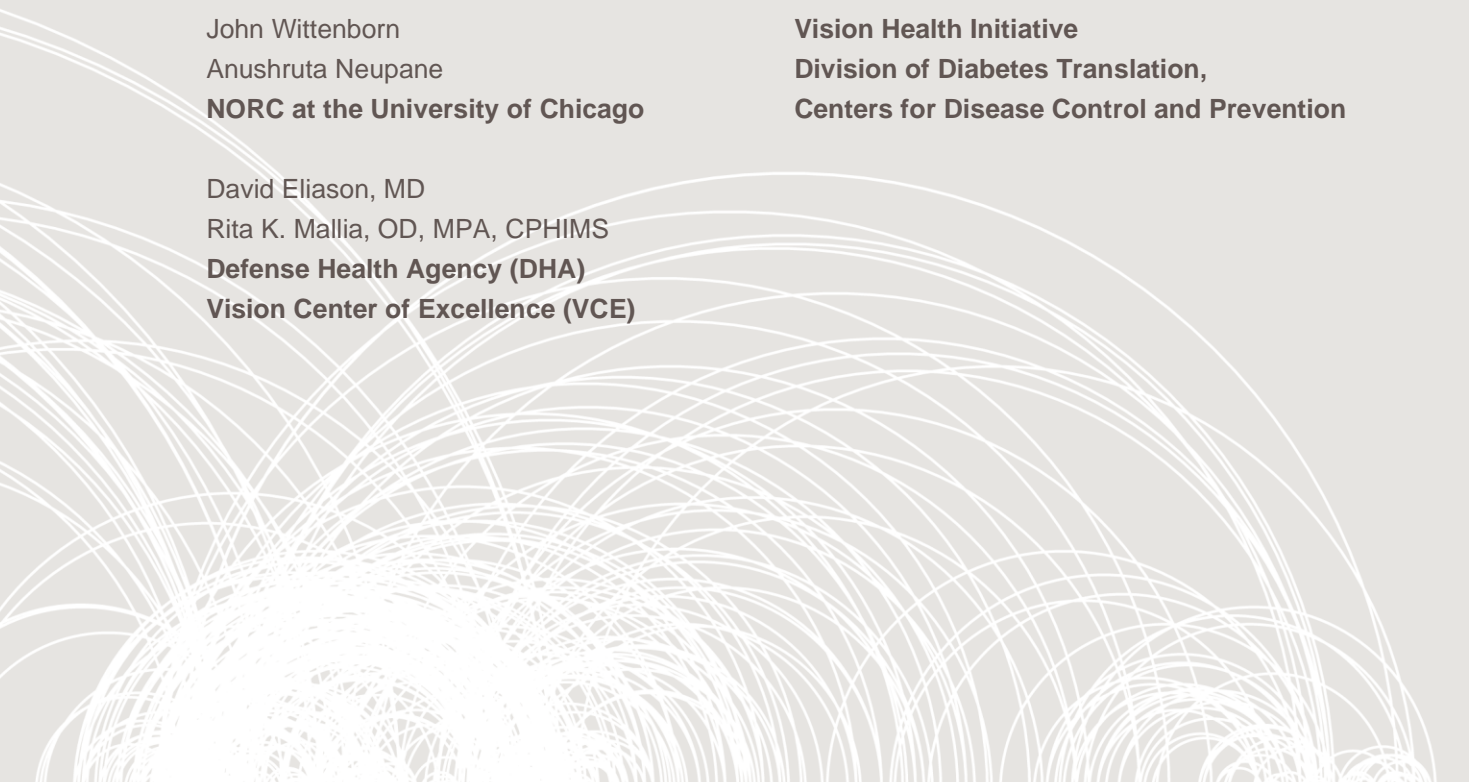 John Wittenborn
Anushruta Neupane
NORC at the University of Chicago
David Eliason, MD
Rita K. Mallia, OD, MPA, CPHIMS
Defense Health Agency (DHA)
Vision Center of Excellence (VCE)
Vision Health Initiative
Division of Diabetes Translation,
Centers for Disease Control and Prevention